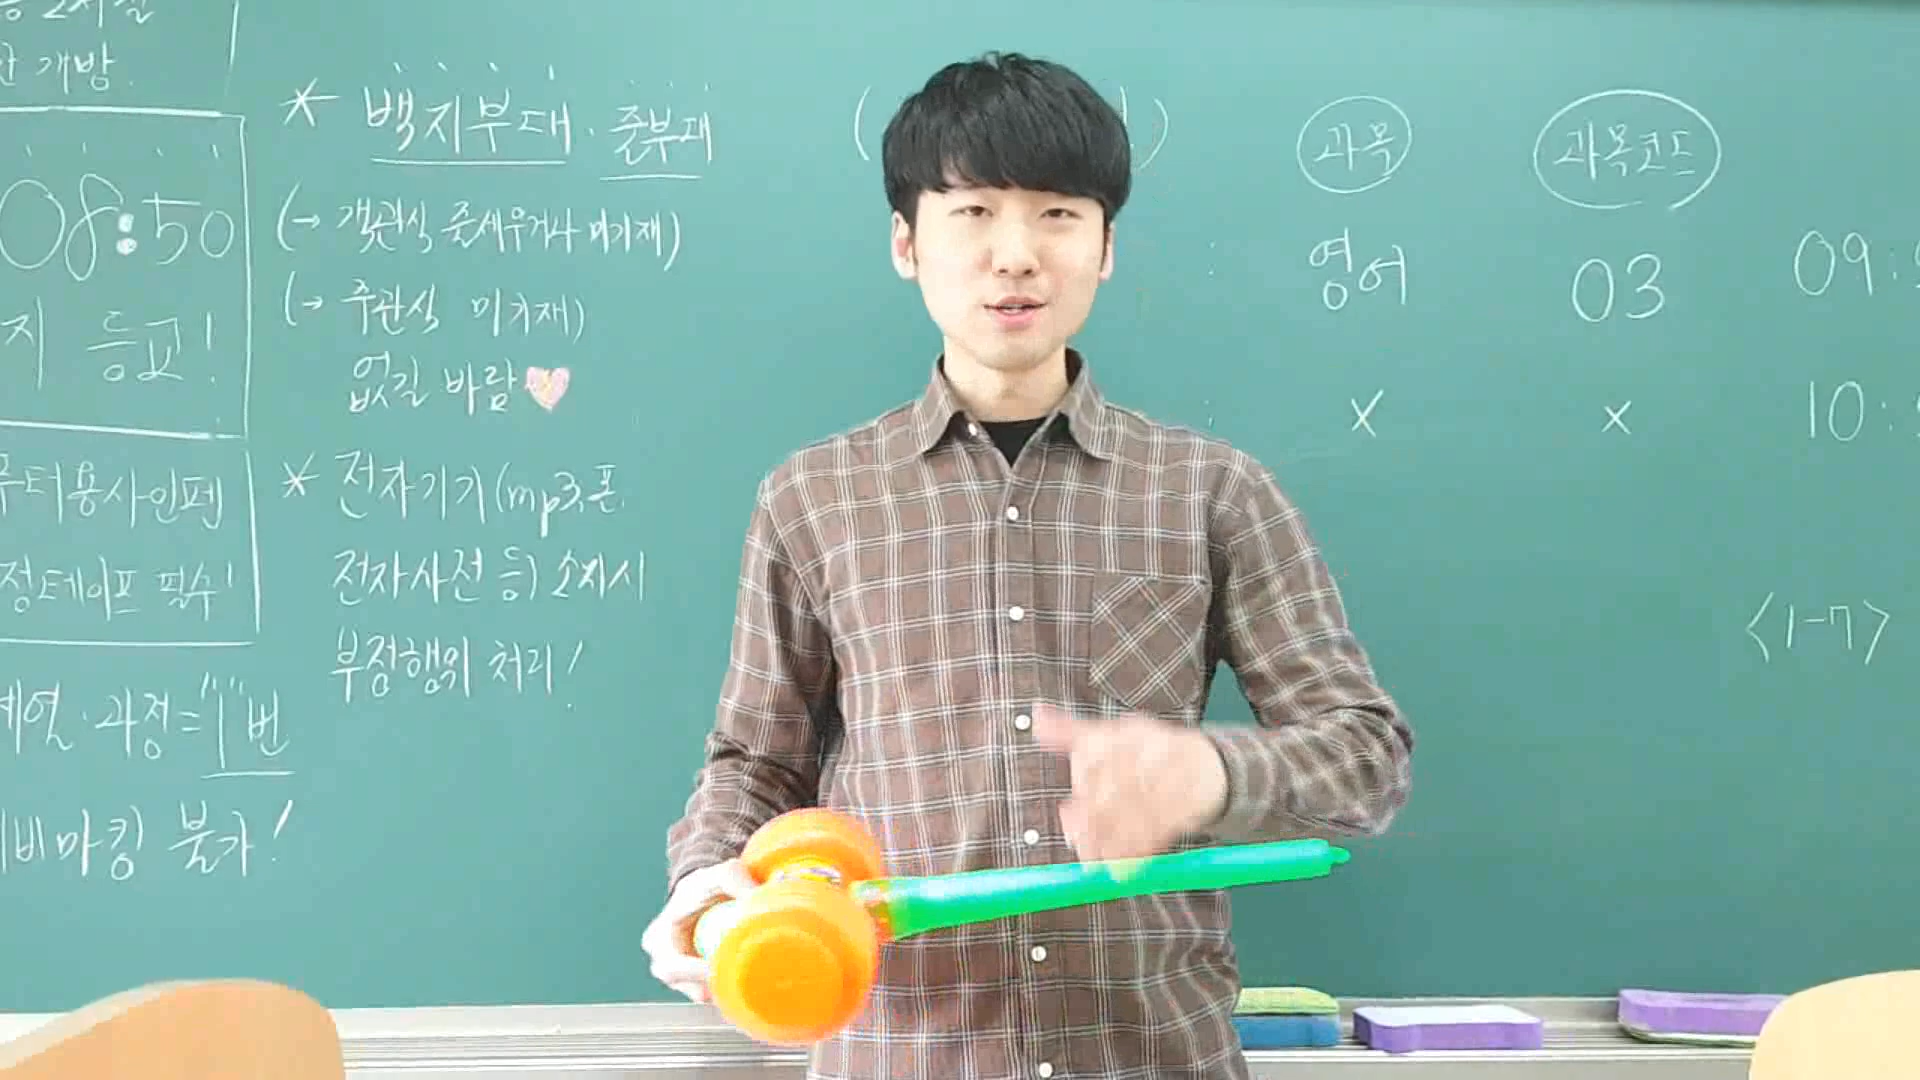 개방
08:50
지 등교!
퓨터용사인펜
정테이프 필수!
계열·과정="1"번
예비마킹 불가!
* 백지부대·줄부대
(→ 객관식 줄세우거나 미기재)
(→ 주관식 미기재)
없길 바람
* 전자기기(mp3, 폰,
전자사전 등) 소지시
부정행위 처리!
과목 과목코드
: 영어 03 09:
: X X 10:
<1-7>